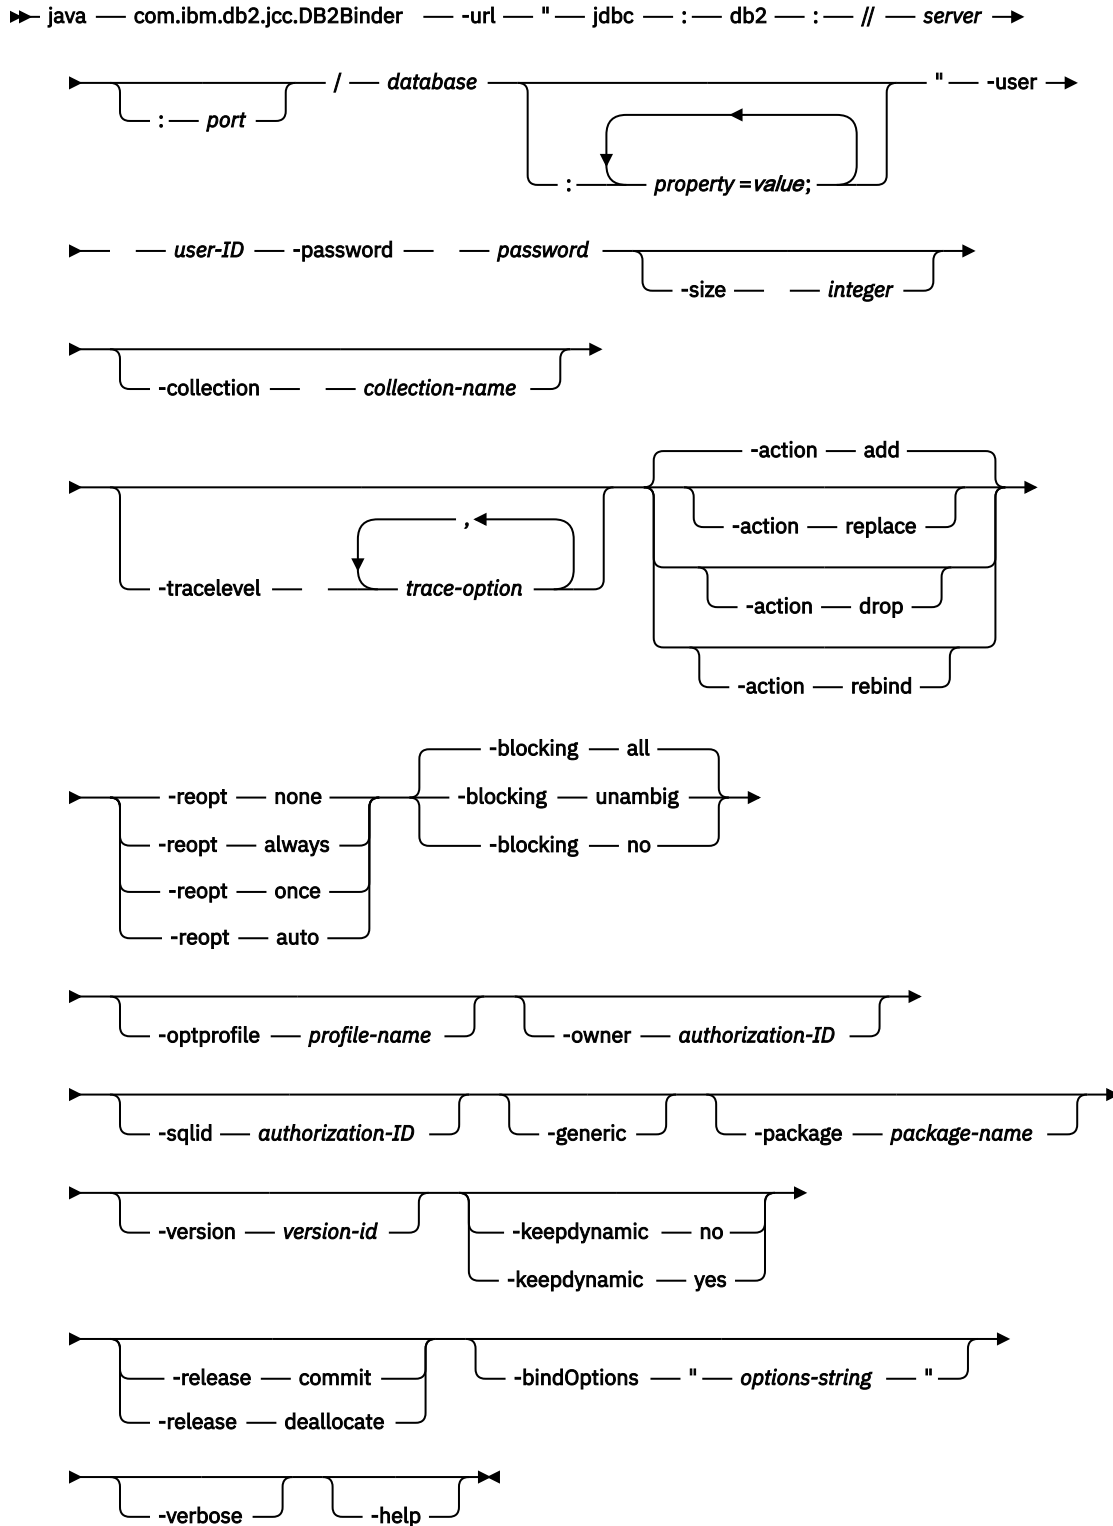 java com.ibm.db2.jcc.DB2Binder -url " jdbc : db2 : // server
/ database " -user
: port
: property =value;
user-ID -password password
-size integer
-collection collection-name
-action add
,
-action replace
-tracelevel trace-option
-action drop
-action rebind
-blocking all
-reopt none -blocking unambig
-reopt always -blocking no
-reopt once
-reopt auto
-optprofile profile-name -owner authorization-ID
-sqlid authorization-ID -generic -package package-name
-version version-id -keepdynamic no
-keepdynamic yes
-release commit -bindOptions " options-string "
-release deallocate
-verbose -help